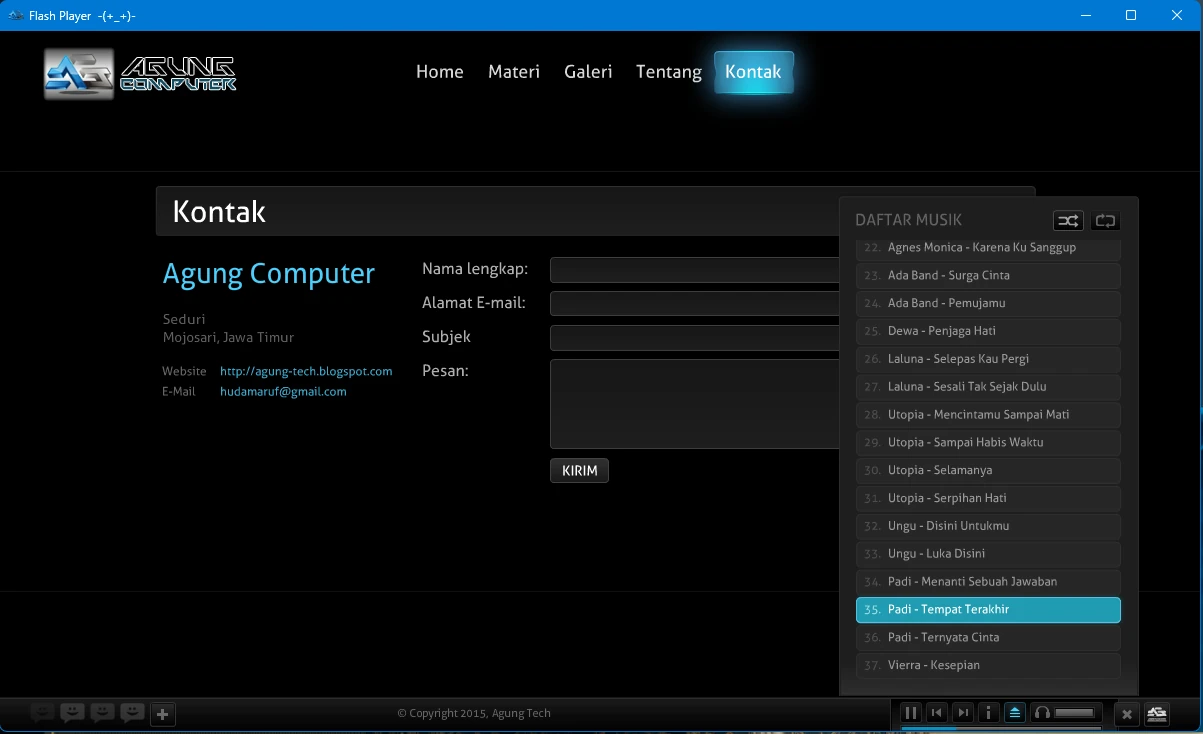 Flash Player -(+_+)-
AGUNG
COMPUTER
Home Materi Galeri Tentang Kontak
Kontak
Agung Computer
Seduri
Mojosari, Jawa Timur
Website http://agung-tech.blogspot.com
E-Mail hudamaruf@gmail.com
Nama lengkap:
Alamat E-mail:
Subjek
Pesan:
KIRIM
DAFTAR MUSIK
22. Agnes Monica - Karena Ku Sanggup
23. Ada Band - Surga Cinta
24. Ada Band - Pemujamu
25. Dewa - Penjaga Hati
26. Laluna - Selepas Kau Pergi
27. Laluna - Sesali Tak Sejak Dulu
28. Utopia - Mencintamu Sampai Mati
29. Utopia - Sampai Habis Waktu
30. Utopia - Selamanya
31. Utopia - Serpihan Hati
32. Ungu - Disini Untukmu
33. Ungu - Luka Disini
34. Padi - Menanti Sebuah Jawaban
35. Padi - Tempat Terakhir
36. Padi - Ternyata Cinta
37. Vierra - Kesepian
© Copyright 2015, Agung Tech